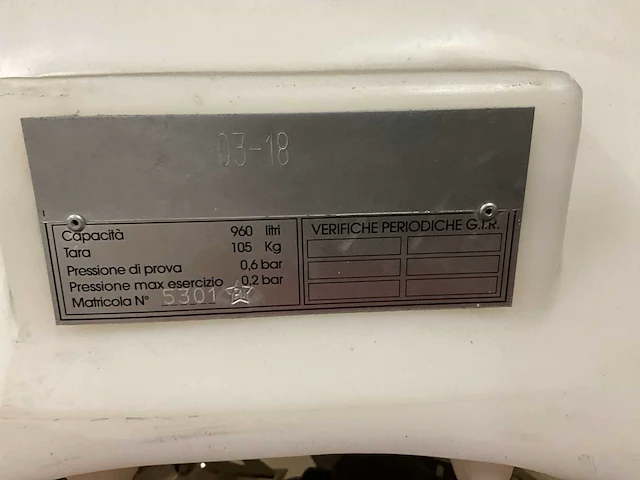 03-18
Capacità 960 litri
Tara 105 Kg
Pressione di prova 0,6 bar
Pressione max esercizio 0,2 bar
Matricola N° 5301
VERIFICHE PERIODICHE G.I.R.